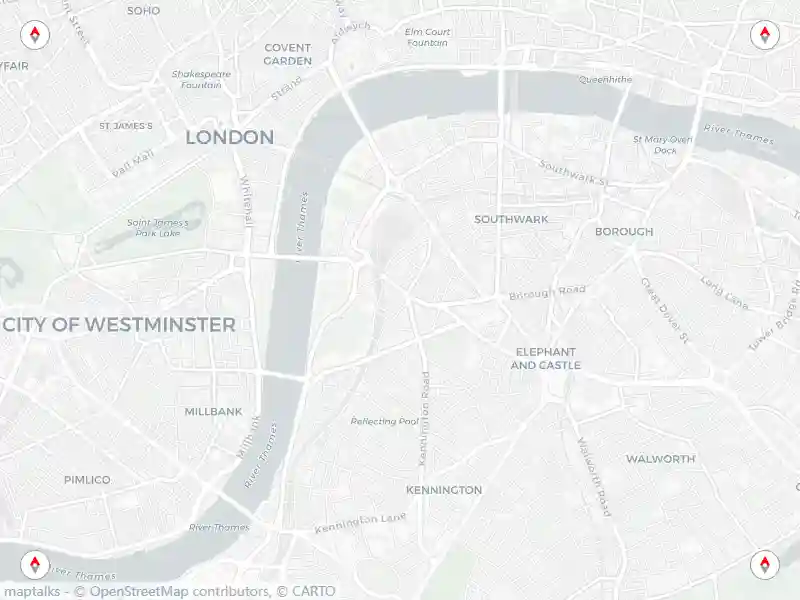 SOHO
Aldwych
Elm Court
Fountain
COVENT
GARDEN
Shakespeare
Fountain
Strand
Queenhithe
ST JAMES'S
LONDON
Pall Mall
River Thames
St Mary Overi
Dock
Southwalk St
Whitehall
Saint James's
Park Lake
River Thames
SOUTHWARK
BOROUGH
Borough Road
Great Dover St
Long Lane
Tower Bridge Rd
CITY OF WESTMINSTER
ELEPHANT
AND CASTLE
MILLBANK
Millbank
Reflecting Pool
Kennington Road
River Thames
Walworth Road
WALWORTH
PIMLICO
KENNINGTON
River Thames
Kennington Lane
River Thames
maptalks - © OpenStreetMap contributors, © CARTO